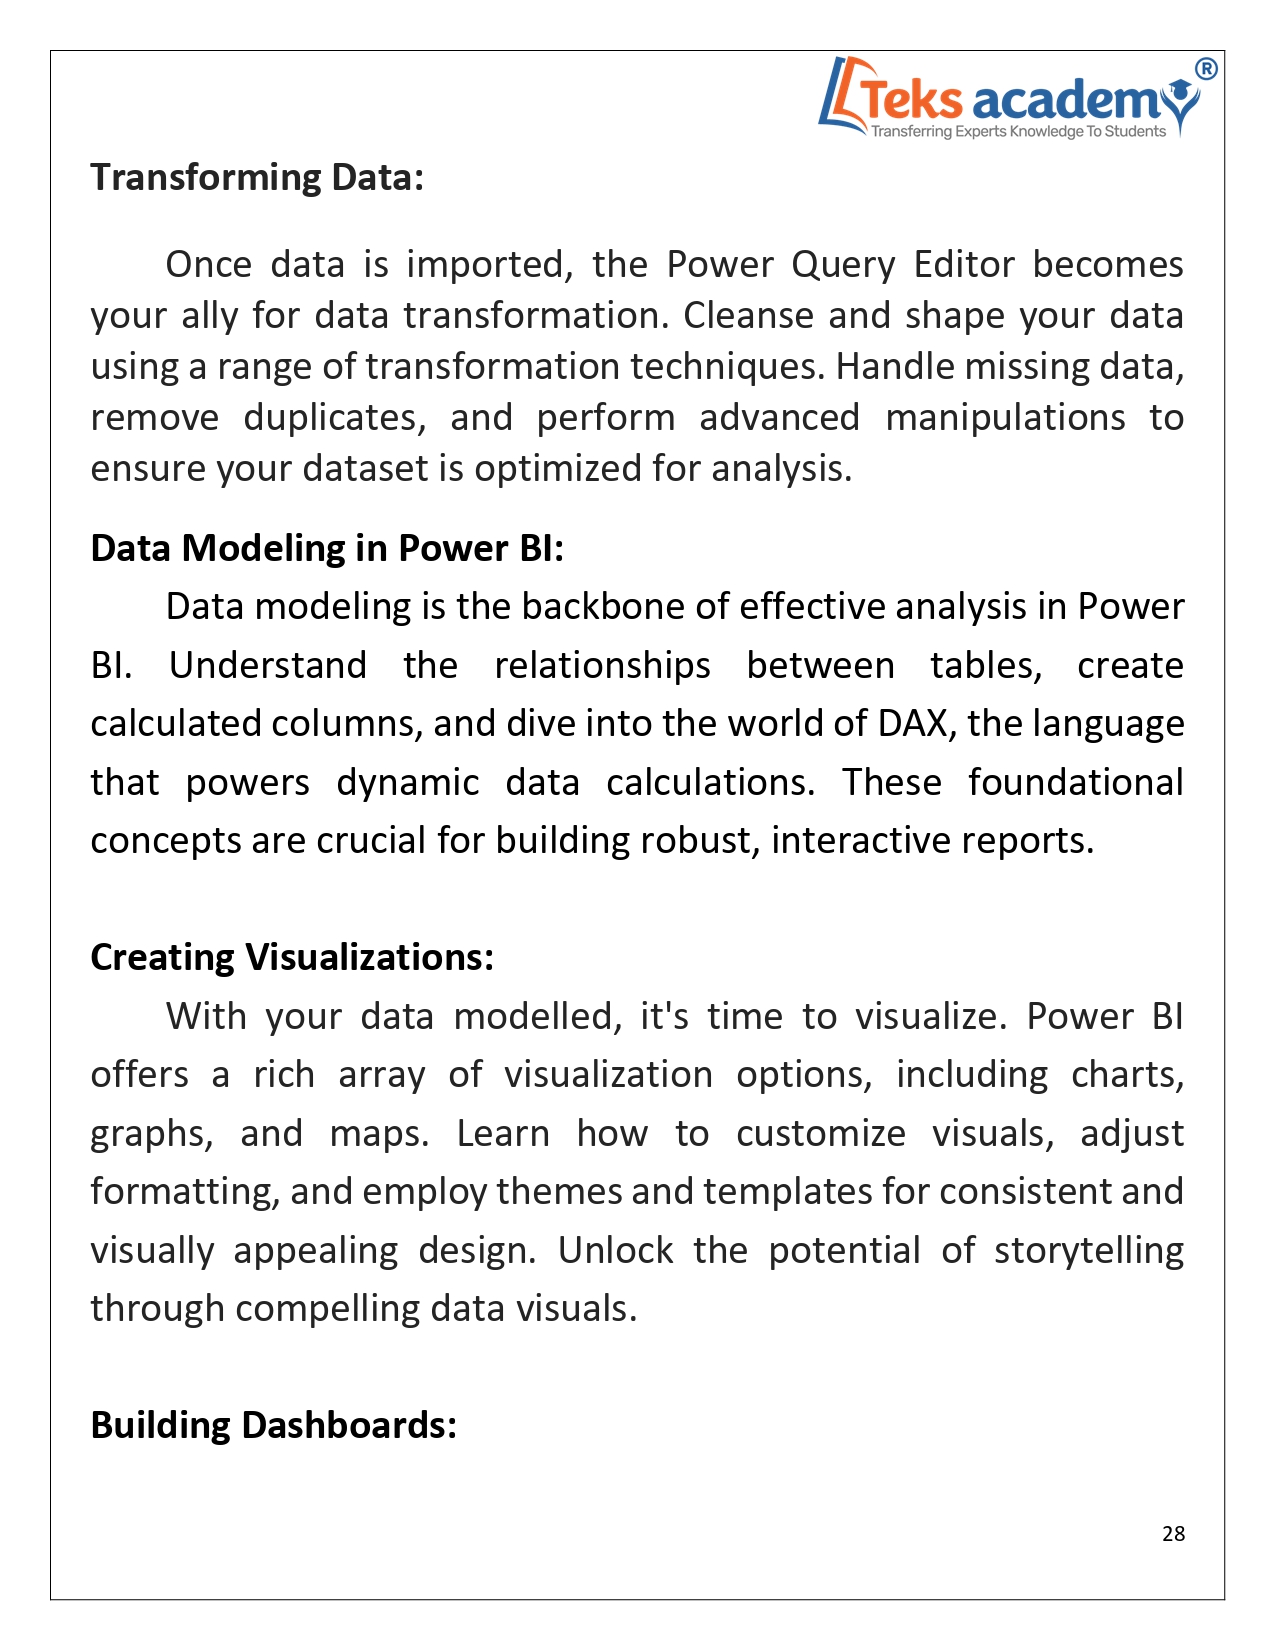 Teks academy®
Transferring Experts Knowledge To Students
Transforming Data:
Once data is imported, the Power Query Editor becomes
your ally for data transformation. Cleanse and shape your data
using a range of transformation techniques. Handle missing data,
remove duplicates, and perform advanced manipulations to
ensure your dataset is optimized for analysis.
Data Modeling in Power BI:
Data modeling is the backbone of effective analysis in Power
BI. Understand the relationships between tables, create
calculated columns, and dive into the world of DAX, the language
that powers dynamic data calculations. These foundational
concepts are crucial for building robust, interactive reports.
Creating Visualizations:
With your data modelled, it's time to visualize. Power BI
offers a rich array of visualization options, including charts,
graphs, and maps. Learn how to customize visuals, adjust
formatting, and employ themes and templates for consistent and
visually appealing design. Unlock the potential of storytelling
through compelling data visuals.
Building Dashboards:
28